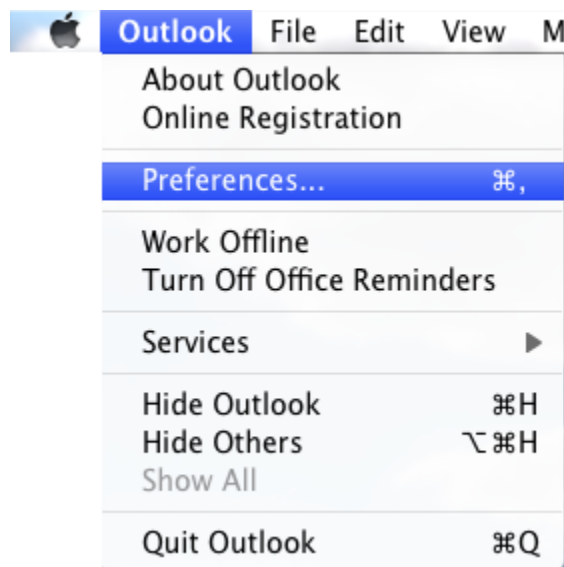 Outlook File Edit View M
About Outlook
Online Registration
Preferences... ⌘,
Work Offline
Turn Off Office Reminders
Services
Hide Outlook ⌘H
Hide Others ⌥⌘H
Show All
Quit Outlook ⌘Q